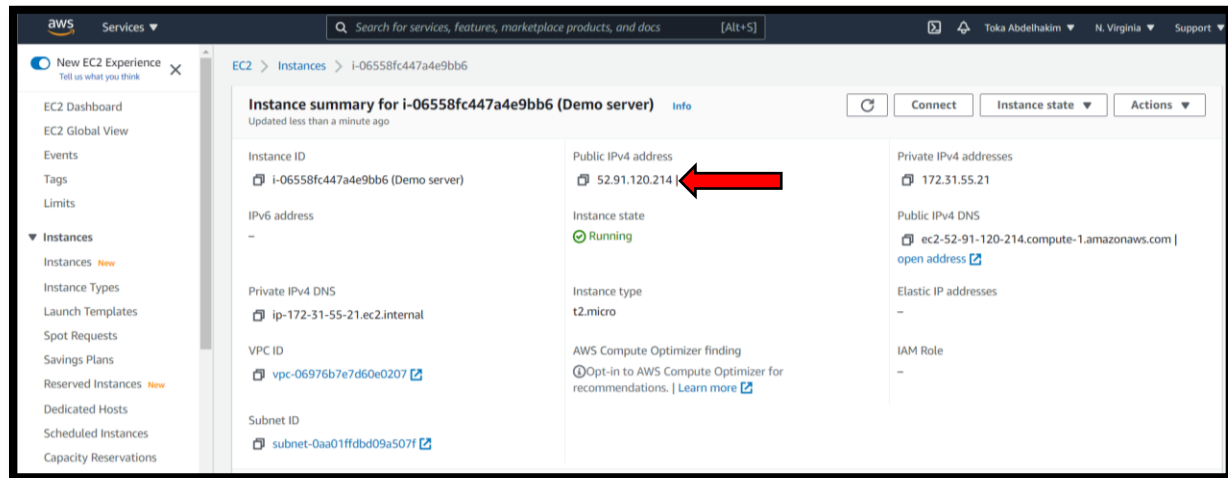 aws Services ▼ Search for services, features, marketplace products, and docs [Alt+S] Toka Abdelhakim ▼ N. Virginia ▼ Support ▼
New EC2 Experience
Tell us what you think
EC2 Dashboard
EC2 Global View
Events
Tags
Limits
▼ Instances
Instances New
Instance Types
Launch Templates
Spot Requests
Savings Plans
Reserved Instances New
Dedicated Hosts
Scheduled Instances
Capacity Reservations
EC2 > Instances > i-06558fc447a4e9bb6
Instance summary for i-06558fc447a4e9bb6 (Demo server) Info
Updated less than a minute ago
Connect Instance state ▼ Actions ▼
Instance ID
i-06558fc447a4e9bb6 (Demo server)
Public IPv4 address
52.91.120.214 |
Private IPv4 addresses
172.31.55.21
IPv6 address
–
Instance state
Running
Public IPv4 DNS
ec2-52-91-120-214.compute-1.amazonaws.com |
open address
Private IPv4 DNS
ip-172-31-55-21.ec2.internal
Instance type
t2.micro
Elastic IP addresses
–
VPC ID
vpc-06976b7e7d60e0207
AWS Compute Optimizer finding
Opt-in to AWS Compute Optimizer for
recommendations. | Learn more
IAM Role
–
Subnet ID
subnet-0aa01ffdbd09a507f